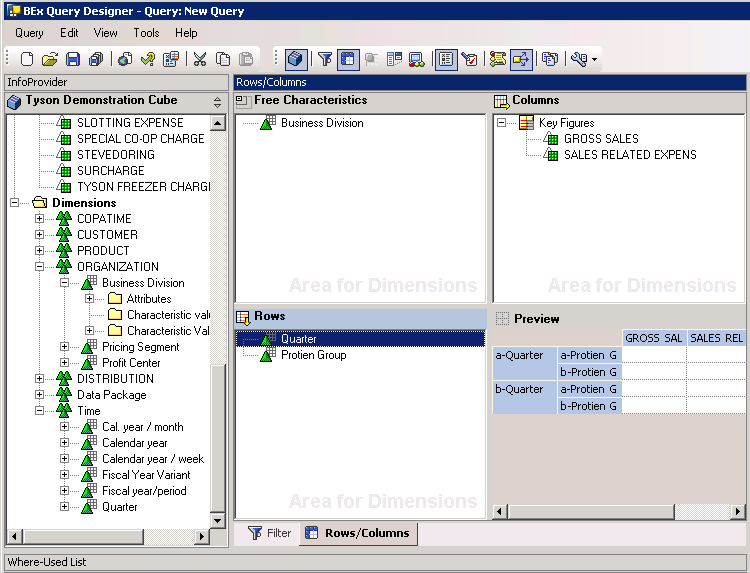 BEx Query Designer - Query: New Query
Query Edit View Tools Help
InfoProvider
Tyson Demonstration Cube
SLOTTING EXPENSE
SPECIAL CO-OP CHARGE
STEVEDORING
SURCHARGE
TYSON FREEZER CHARGI
Dimensions
COPATIME
CUSTOMER
PRODUCT
ORGANIZATION
Business Division
Attributes
Characteristic valu
Characteristic Val
Pricing Segment
Profit Center
DISTRIBUTION
Data Package
Time
Cal. year / month
Calendar year
Calendar year / week
Fiscal Year Variant
Fiscal year/period
Quarter
Rows/Columns
Free Characteristics
Business Division
Area for Dimensions
Columns
Key Figures
GROSS SALES
SALES RELATED EXPENS
Area for Dimensions
Rows
Quarter
Protien Group
Area for Dimensions
Preview
GROSS SAL SALES REL
a-Quarter a-Protien G
b-Protien G
b-Quarter a-Protien G
b-Protien G
Filter Rows/Columns
Where-Used List